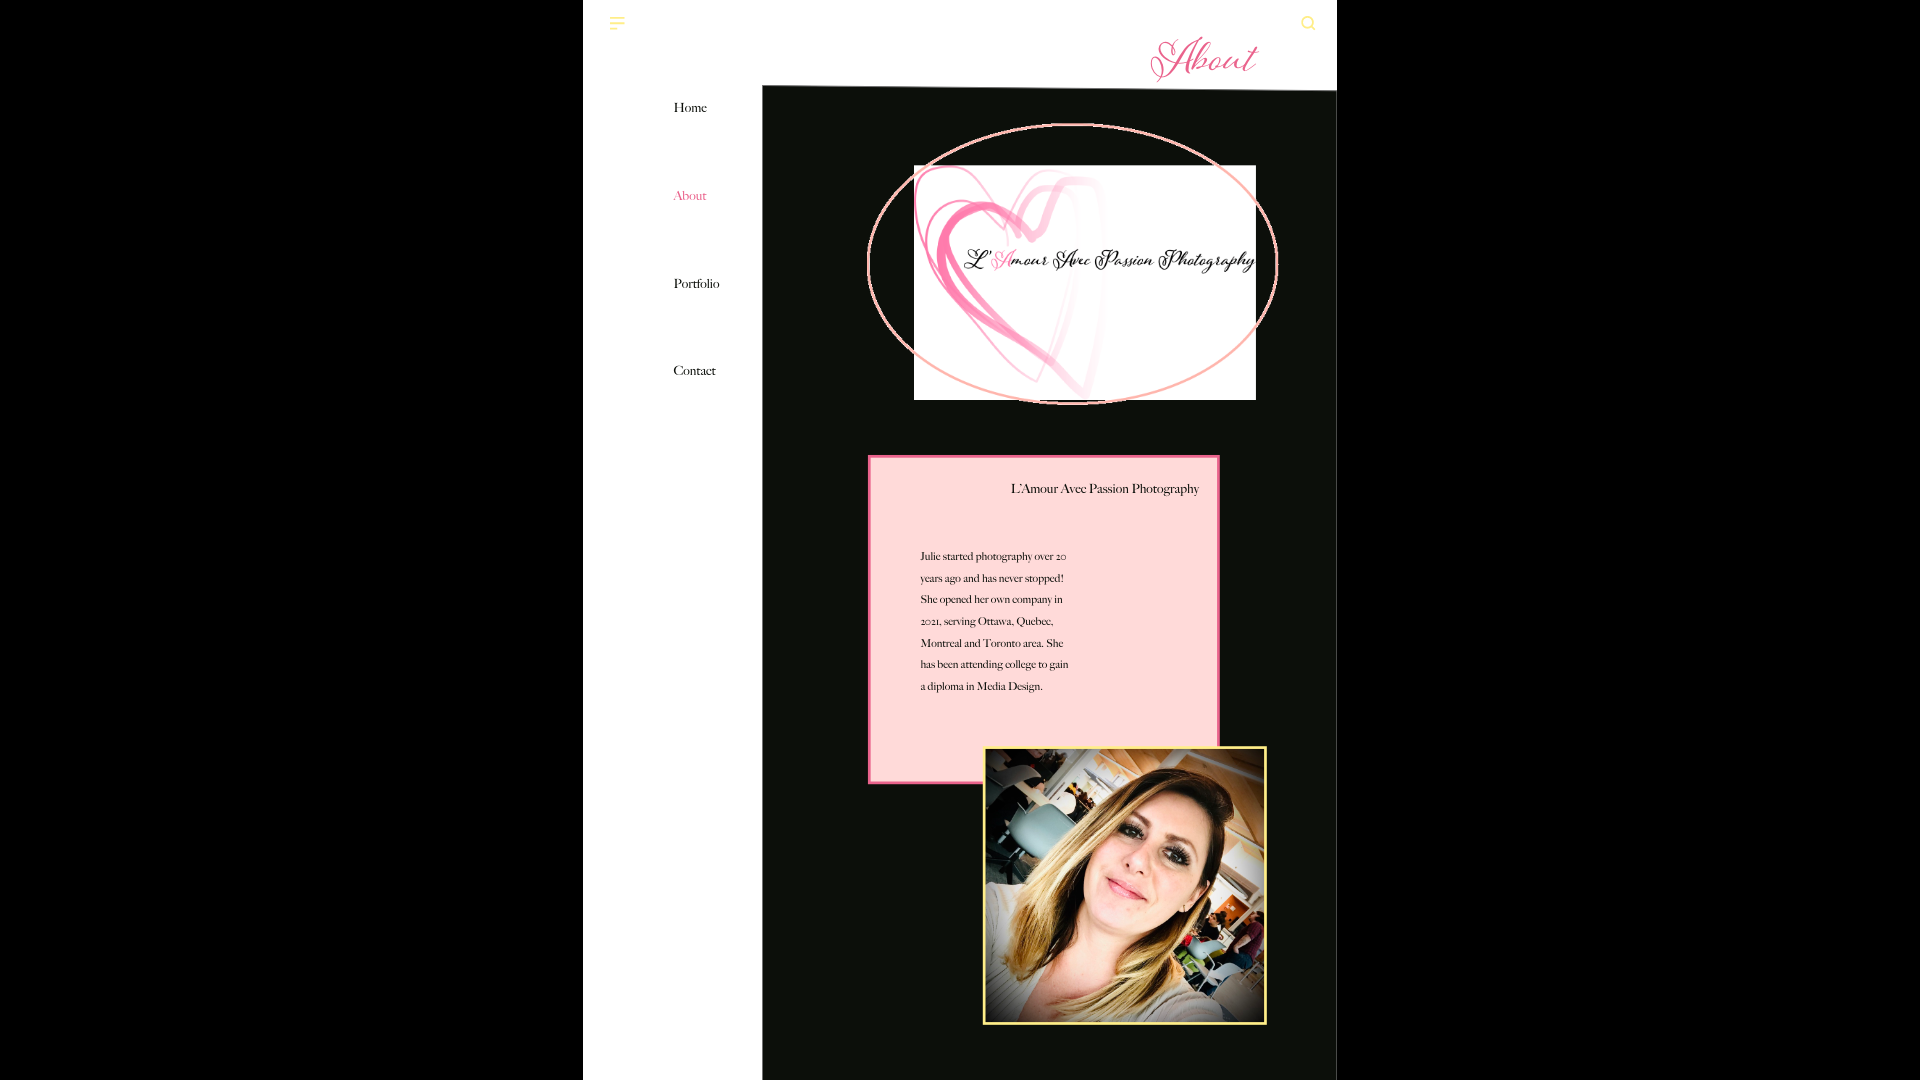 About
Home
About
Portfolio
Contact
L'Amour Avec Passion Photography
L'Amour Avec Passion Photography
Julie started photography over 20
years ago and has never stopped!
She opened her own company in
2021, serving Ottawa, Quebec,
Montreal and Toronto area. She
has been attending college to gain
a diploma in Media Design.